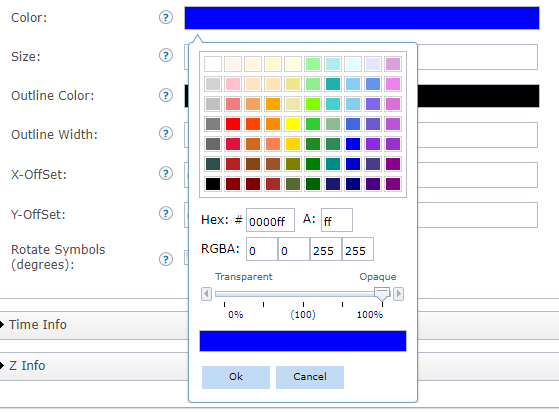 Color: ?
Size: ?
Outline Color: ?
Outline Width: ?
X-OffSet: ?
Y-OffSet: ?
Rotate Symbols
(degrees): ?
Hex: # 0000ff A: ff
RGBA: 0 0 255 255
Transparent Opaque
0% (100) 100%
Ok Cancel
Time Info
Z Info